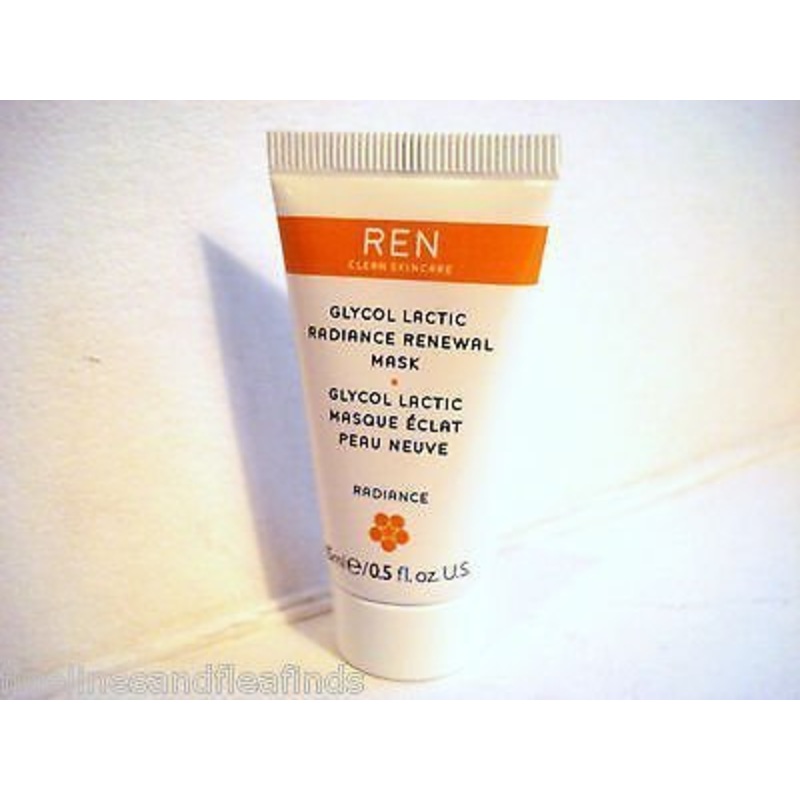 REN
CLEAN SKINCARE
GLYCOL LACTIC
RADIANCE RENEWAL
MASK
GLYCOL LACTIC
MASQUE ÉCLAT
PEAU NEUVE
RADIANCE
℮/0.5 fl. oz. U.S.